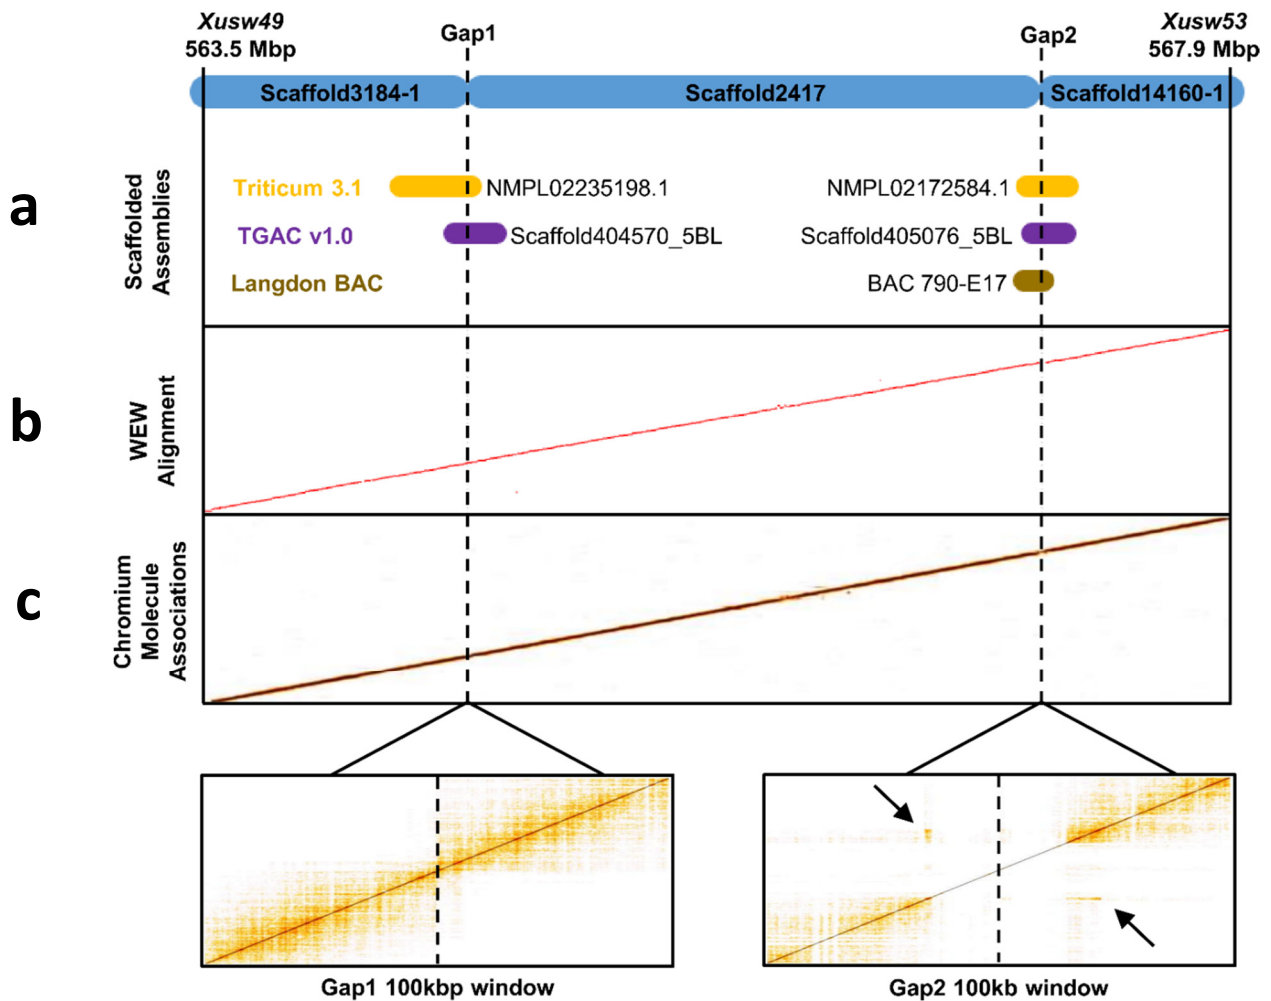 Xusw49
563.5 Mbp
Gap1
Gap2
Xusw53
567.9 Mbp
Scaffold3184-1
Scaffold2417
Scaffold14160-1
a
Scaffolded
Assemblies
Triticum 3.1
NMPL02235198.1
NMPL02172584.1
TGAC v1.0
Scaffold404570_5BL
Scaffold405076_5BL
Langdon BAC
BAC 790-E17
b
WEW
Alignment
c
Chromium
Molecule
Associations
Gap1 100kbp window
Gap2 100kb window